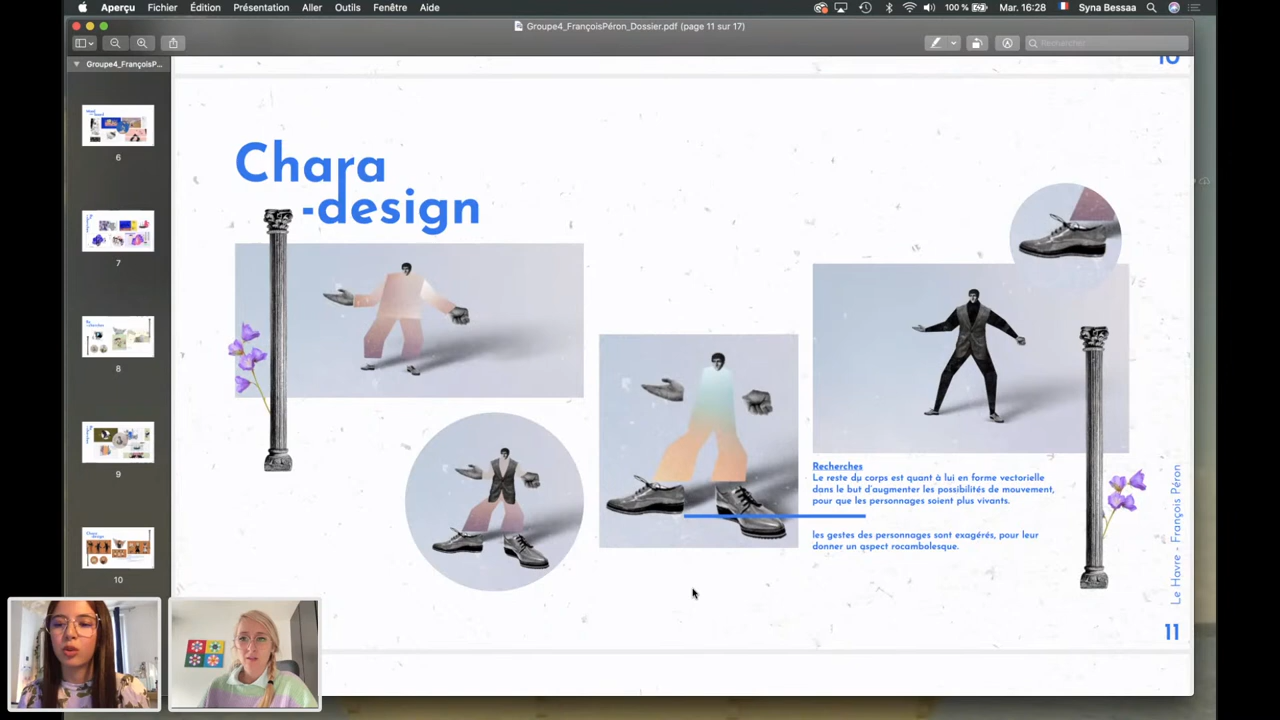 Aperçu Fichier Édition Présentation Aller Outils Fenêtre Aide 100 % Mar. 16:28 Syna Bessaa
Groupe4_FrançoisPéron_Dossier.pdf (page 11 sur 17)
Rechercher
Groupe4_FrançoisP...
6
7
8
9
10
10
Chara
-design
Recherches
Le reste du corps est quant à lui en forme vectorielle
dans le but d'augmenter les possibilités de mouvement,
pour que les personnages soient plus vivants.
les gestes des personnages sont exagérés, pour leur
donner un aspect rocambolesque.
Le Havre - François Péron
11